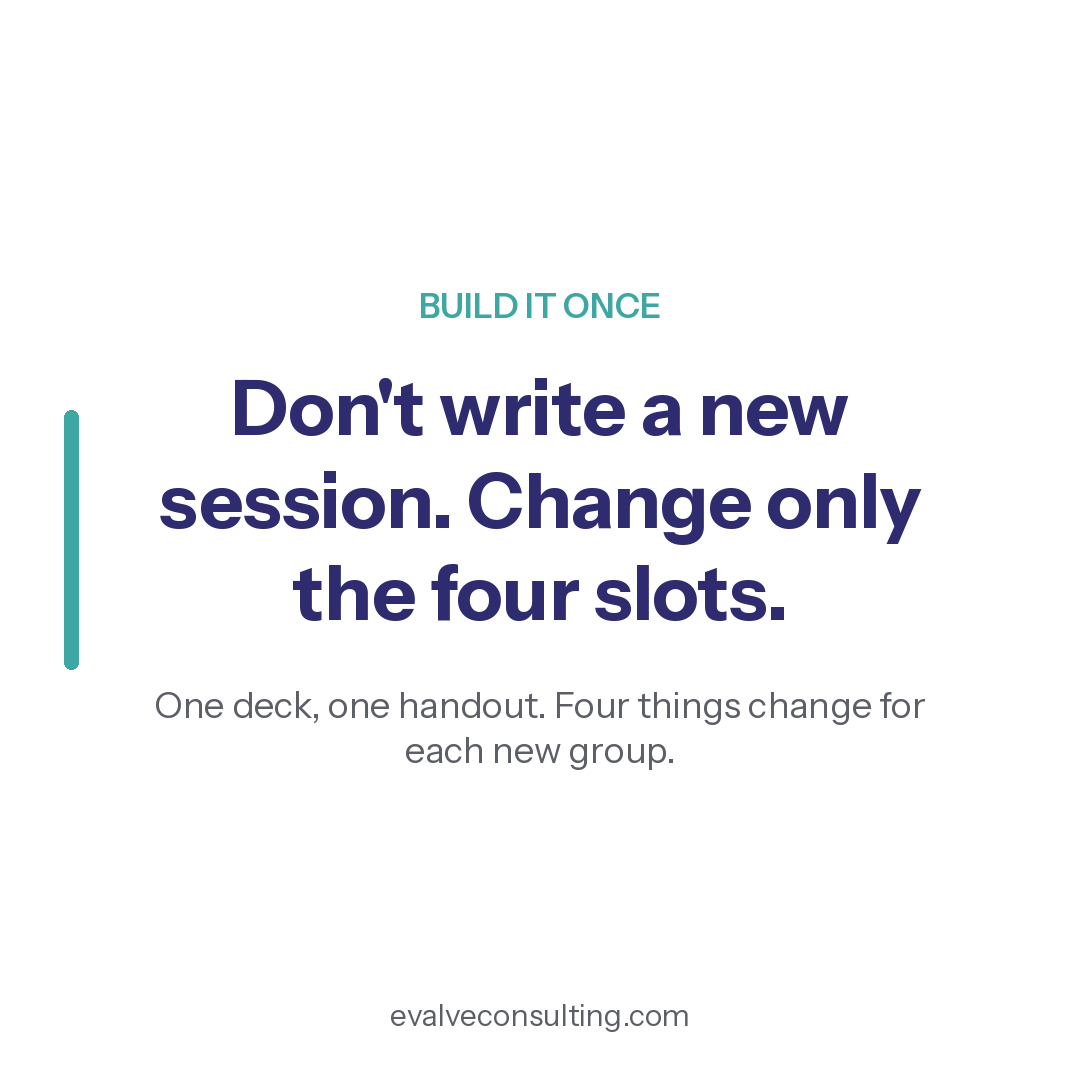 BUILD IT ONCE
Don't write a new
session. Change only
the four slots.
One deck, one handout. Four things change for
each new group.
evalveconsulting.com